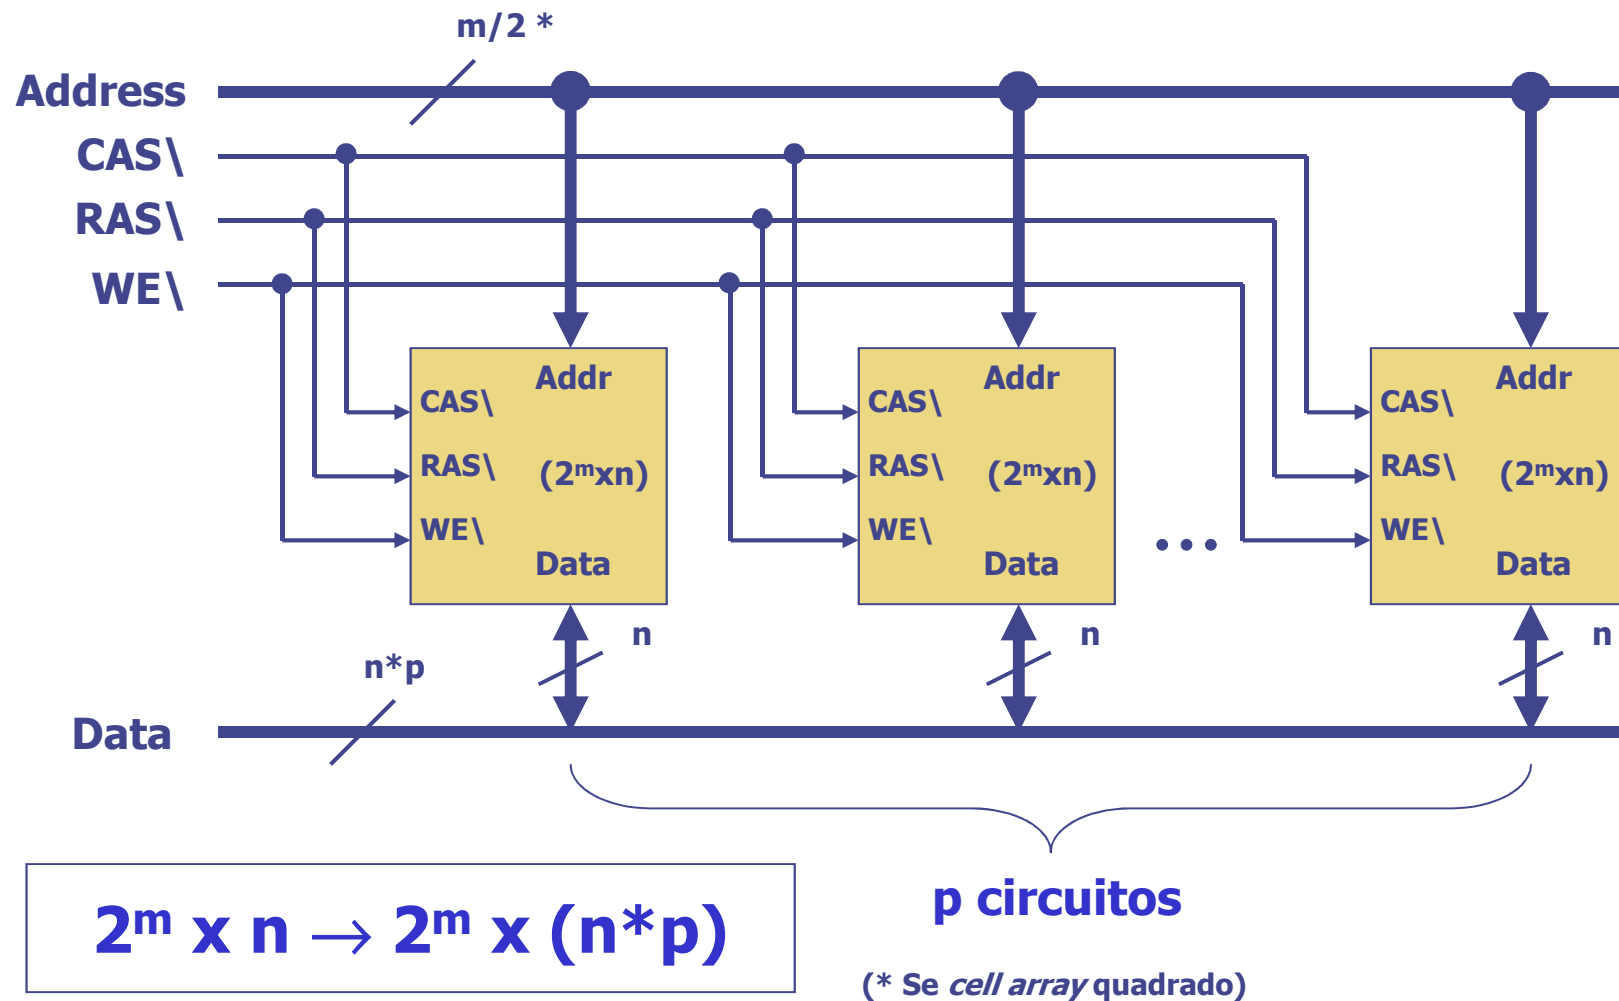 m/2 *
Address
CAS\
RAS\
WE\
Addr Addr Addr
CAS\ CAS\ CAS\
RAS\ (2ᵐxn) RAS\ (2ᵐxn) RAS\ (2ᵐxn)
WE\ WE\ WE\
...
Data Data Data
n n n
n*p
Data
p circuitos
2ᵐ x n → 2ᵐ x (n*p)
(* Se cell array quadrado)